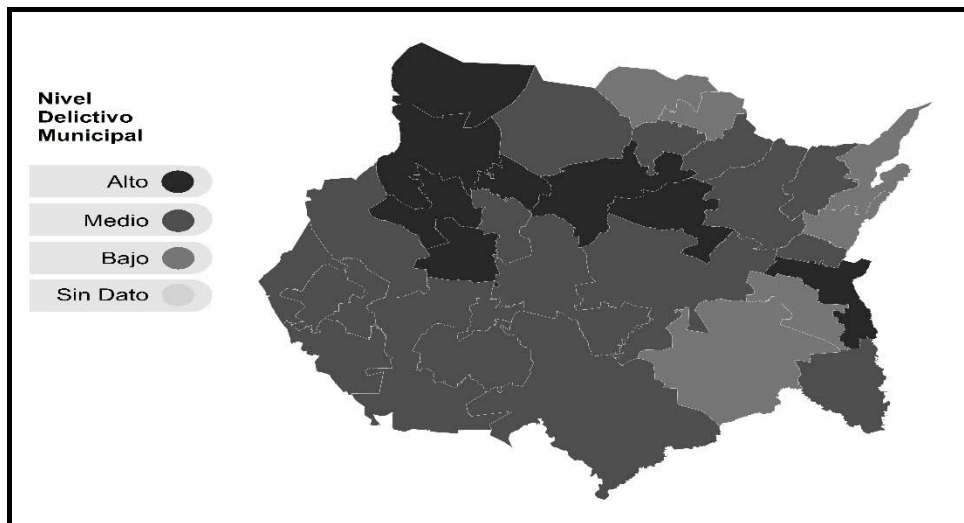 Nivel
Delictivo
Municipal
Alto
Medio
Bajo
Sin Dato